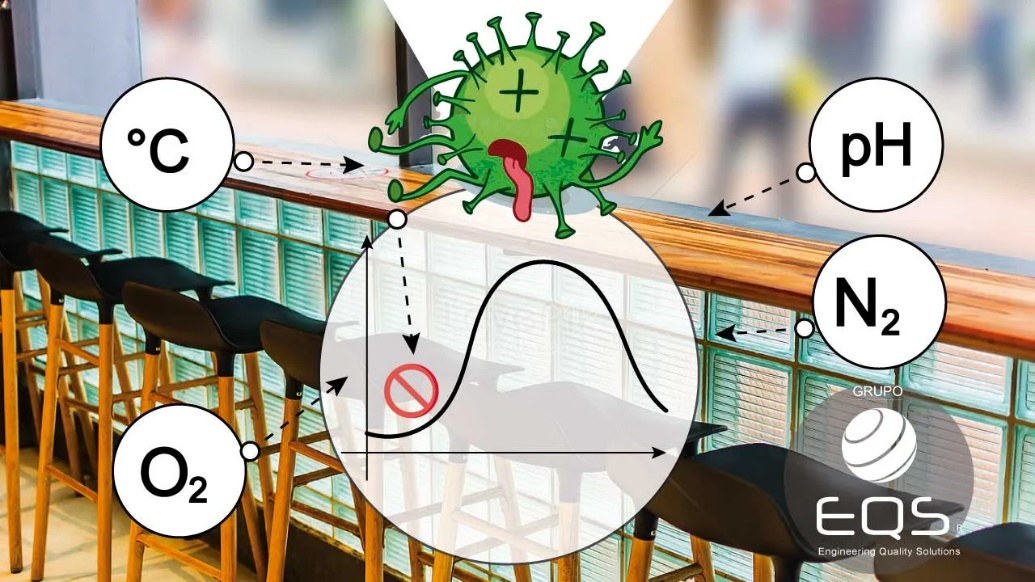 °C
pH
N₂
O₂
GRUPO
EQS
Engineering Quality Solutions